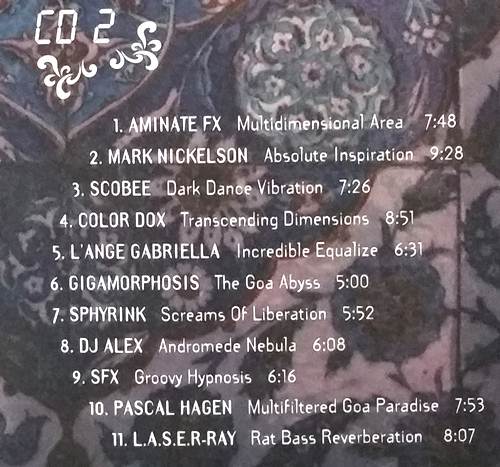 CD 2
1. AMINATE FX Multidimensional Area 7:48
2. MARK NICKELSON Absolute Inspiration 9:28
3. SCOBEE Dark Dance Vibration 7:26
4. COLOR DOX Transcending Dimensions 8:51
5. L'ANGE GABRIELLA Incredible Equalize 6:31
6. GIGAMORPHOSIS The Goa Abyss 5:00
7. SPHYRINK Screams Of Liberation 5:52
8. DJ ALEX Andromede Nebula 6:08
9. SFX Groovy Hypnosis 6:16
10. PASCAL HAGEN Multifiltered Goa Paradise 7:53
11. L.A.S.E.R-RAY Rat Bass Reverberation 8:07